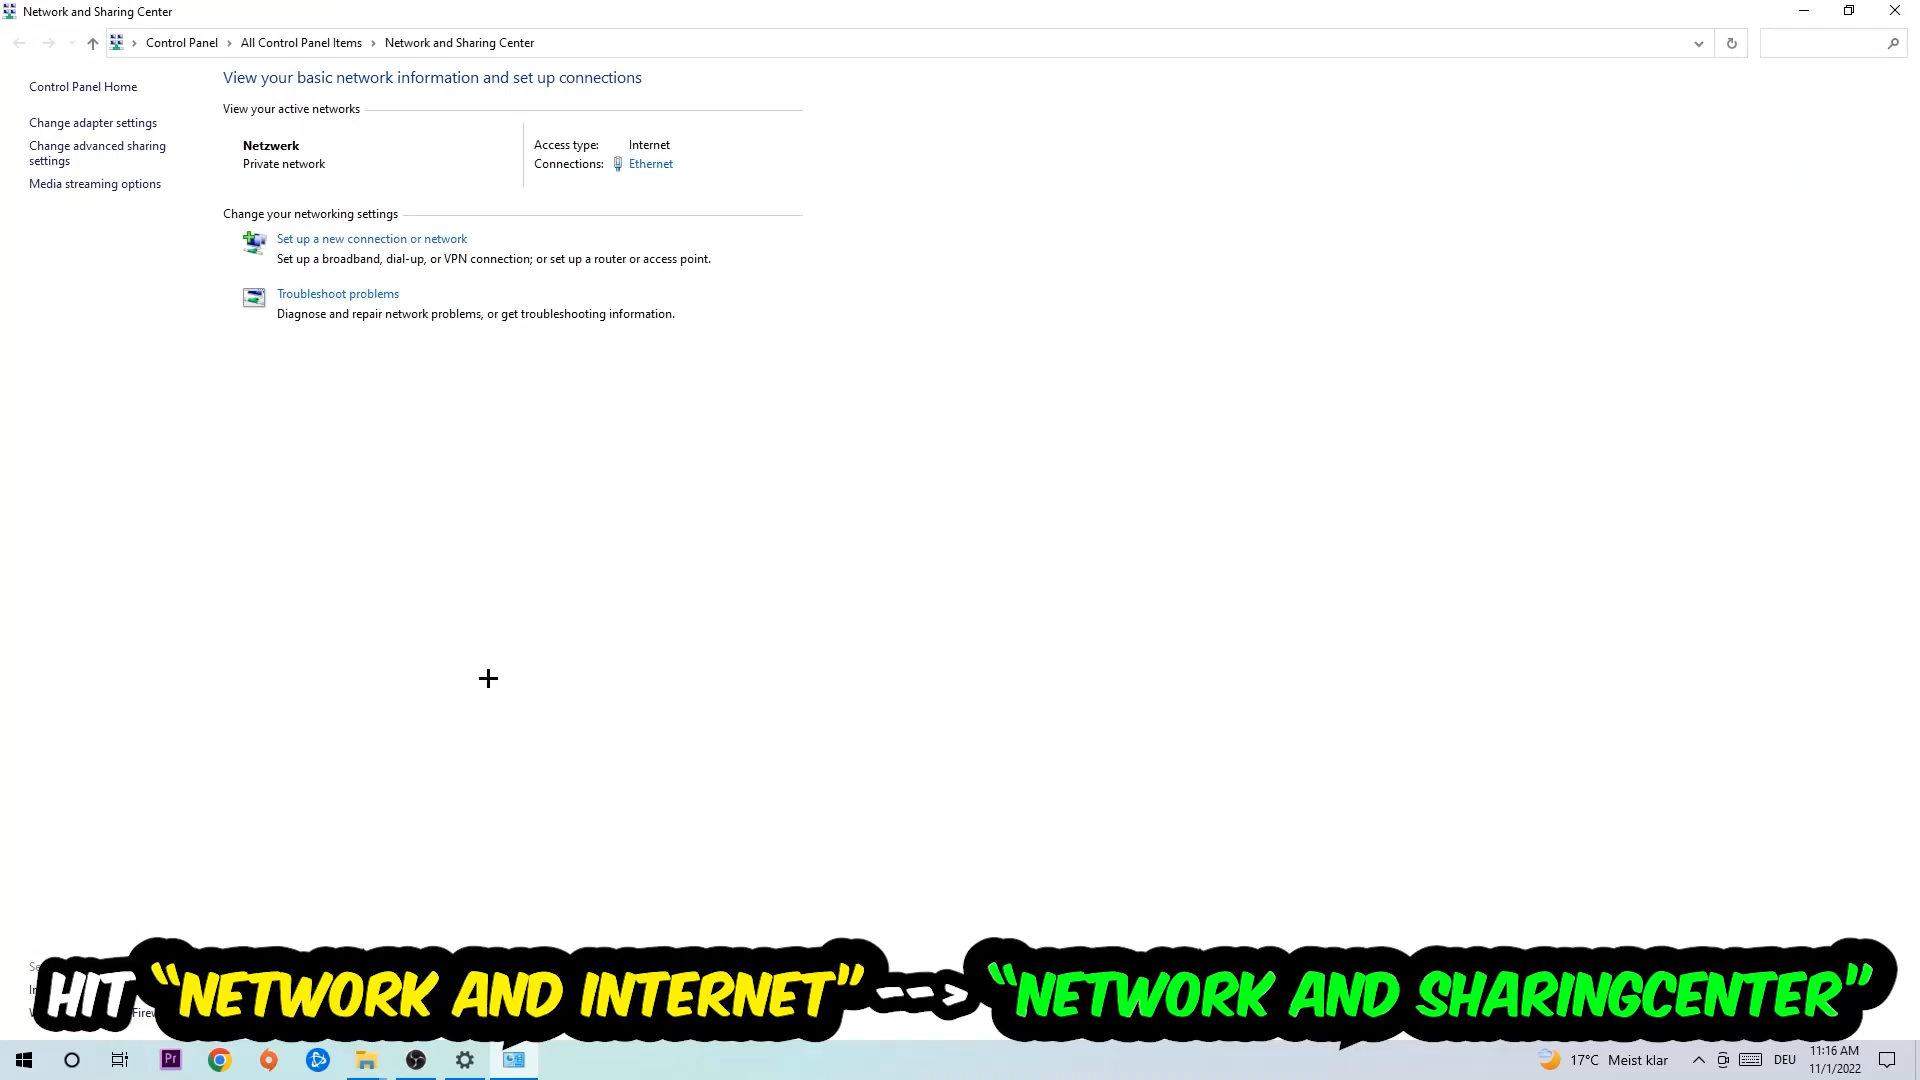 Network and Sharing Center
Control Panel › All Control Panel Items › Network and Sharing Center
Control Panel Home
Change adapter settings
Change advanced sharing
settings
Media streaming options
View your basic network information and set up connections
View your active networks
Netzwerk
Private network
Access type: Internet
Connections: Ethernet
Change your networking settings
Set up a new connection or network
Set up a broadband, dial-up, or VPN connection; or set up a router or access point.
Troubleshoot problems
Diagnose and repair network problems, or get troubleshooting information.
HIT “NETWORK AND INTERNET” ---> “NETWORK AND SHARINGCENTER”
Pr
17°C Meist klar
DEU
11:16 AM
11/1/2022